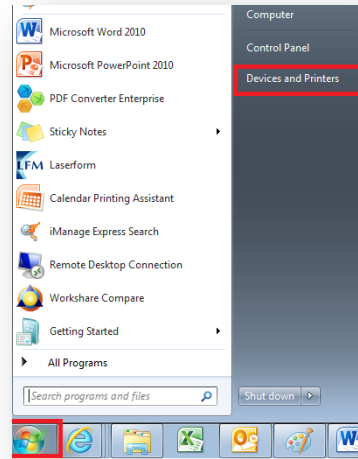 Microsoft Word 2010
Microsoft PowerPoint 2010
PDF Converter Enterprise
Sticky Notes
LFM Laserform
Calendar Printing Assistant
iManage Express Search
Remote Desktop Connection
Workshare Compare
Getting Started
All Programs
Search programs and files
Computer
Control Panel
Devices and Printers
Shut down